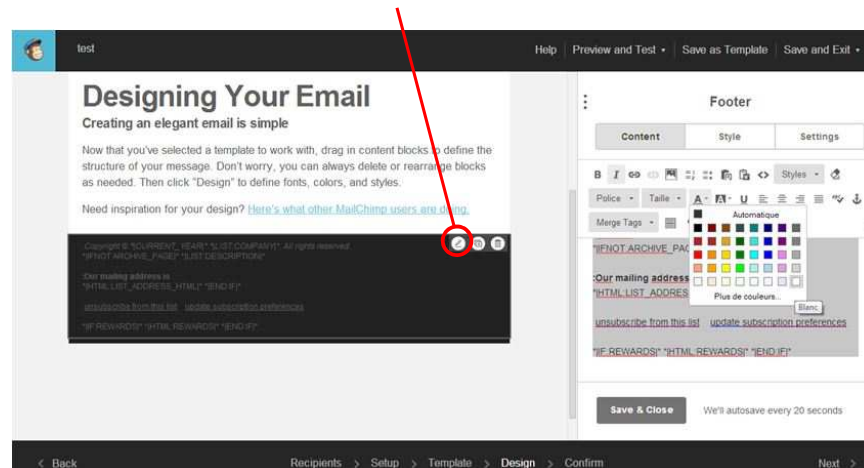 test
Help Preview and Test Save as Template Save and Exit
Designing Your Email
Creating an elegant email is simple
Now that you've selected a template to work with, drag in content blocks to define the
structure of your message. Don't worry, you can always delete or rearrange blocks
as needed. Then click "Design" to define fonts, colors, and styles.
Need inspiration for your design? Here's what other MailChimp users are doing.
Copyright © *|CURRENT_YEAR|* *|LIST:COMPANY|*, All rights reserved.
*|IFNOT:ARCHIVE_PAGE|* *|LIST:DESCRIPTION|*
Our mailing address is
*|HTML:LIST_ADDRESS_HTML|* *|END:IF|*
unsubscribe from this list update subscription preferences
*|IF:REWARDS|* *|HTML:REWARDS|* *|END:IF|*
Footer
Content Style Settings
B I Styles
Police Taille A A U
Automatique
Merge Tags
*|IFNOT:ARCHIVE_PAG
:Our mailing address
*|HTML:LIST_ADDRES
Plus de couleurs...
Blanc
unsubscribe from this list update subscription preferences
*|IF:REWARDS|* *|HTML:REWARDS|* *|END:IF|*
Save & Close We'll autosave every 20 seconds
< Back Recipients > Setup > Template > Design > Confirm Next >